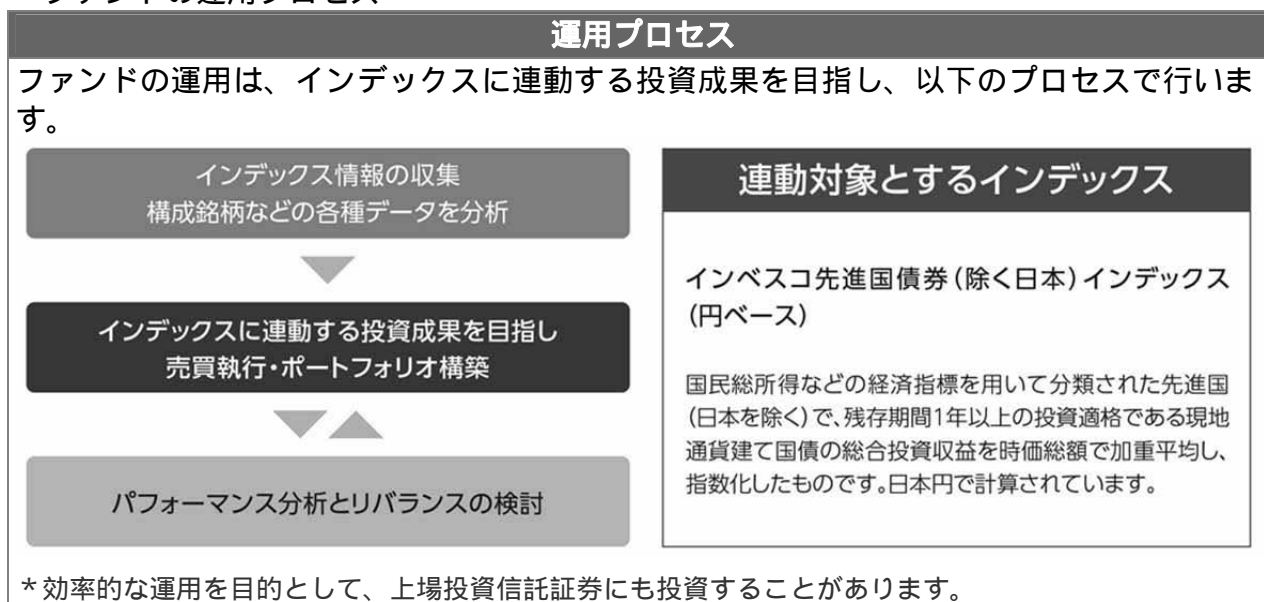 ファンドの運用プロセス
運用プロセス
ファンドの運用は、インデックスに連動する投資成果を目指し、以下のプロセスで行いま
す。
インデックス情報の収集
構成銘柄などの各種データを分析
インデックスに連動する投資成果を目指し
売買執行・ポートフォリオ構築
パフォーマンス分析とリバランスの検討
連動対象とするインデックス
インベスコ先進国債券(除く日本)インデックス
(円ベース)
国民総所得などの経済指標を用いて分類された先進国
(日本を除く)で、残存期間1年以上の投資適格である現地
通貨建て国債の総合投資収益を時価総額で加重平均し、
指数化したものです。日本円で計算されています。
*効率的な運用を目的として、上場投資信託証券にも投資することがあります。